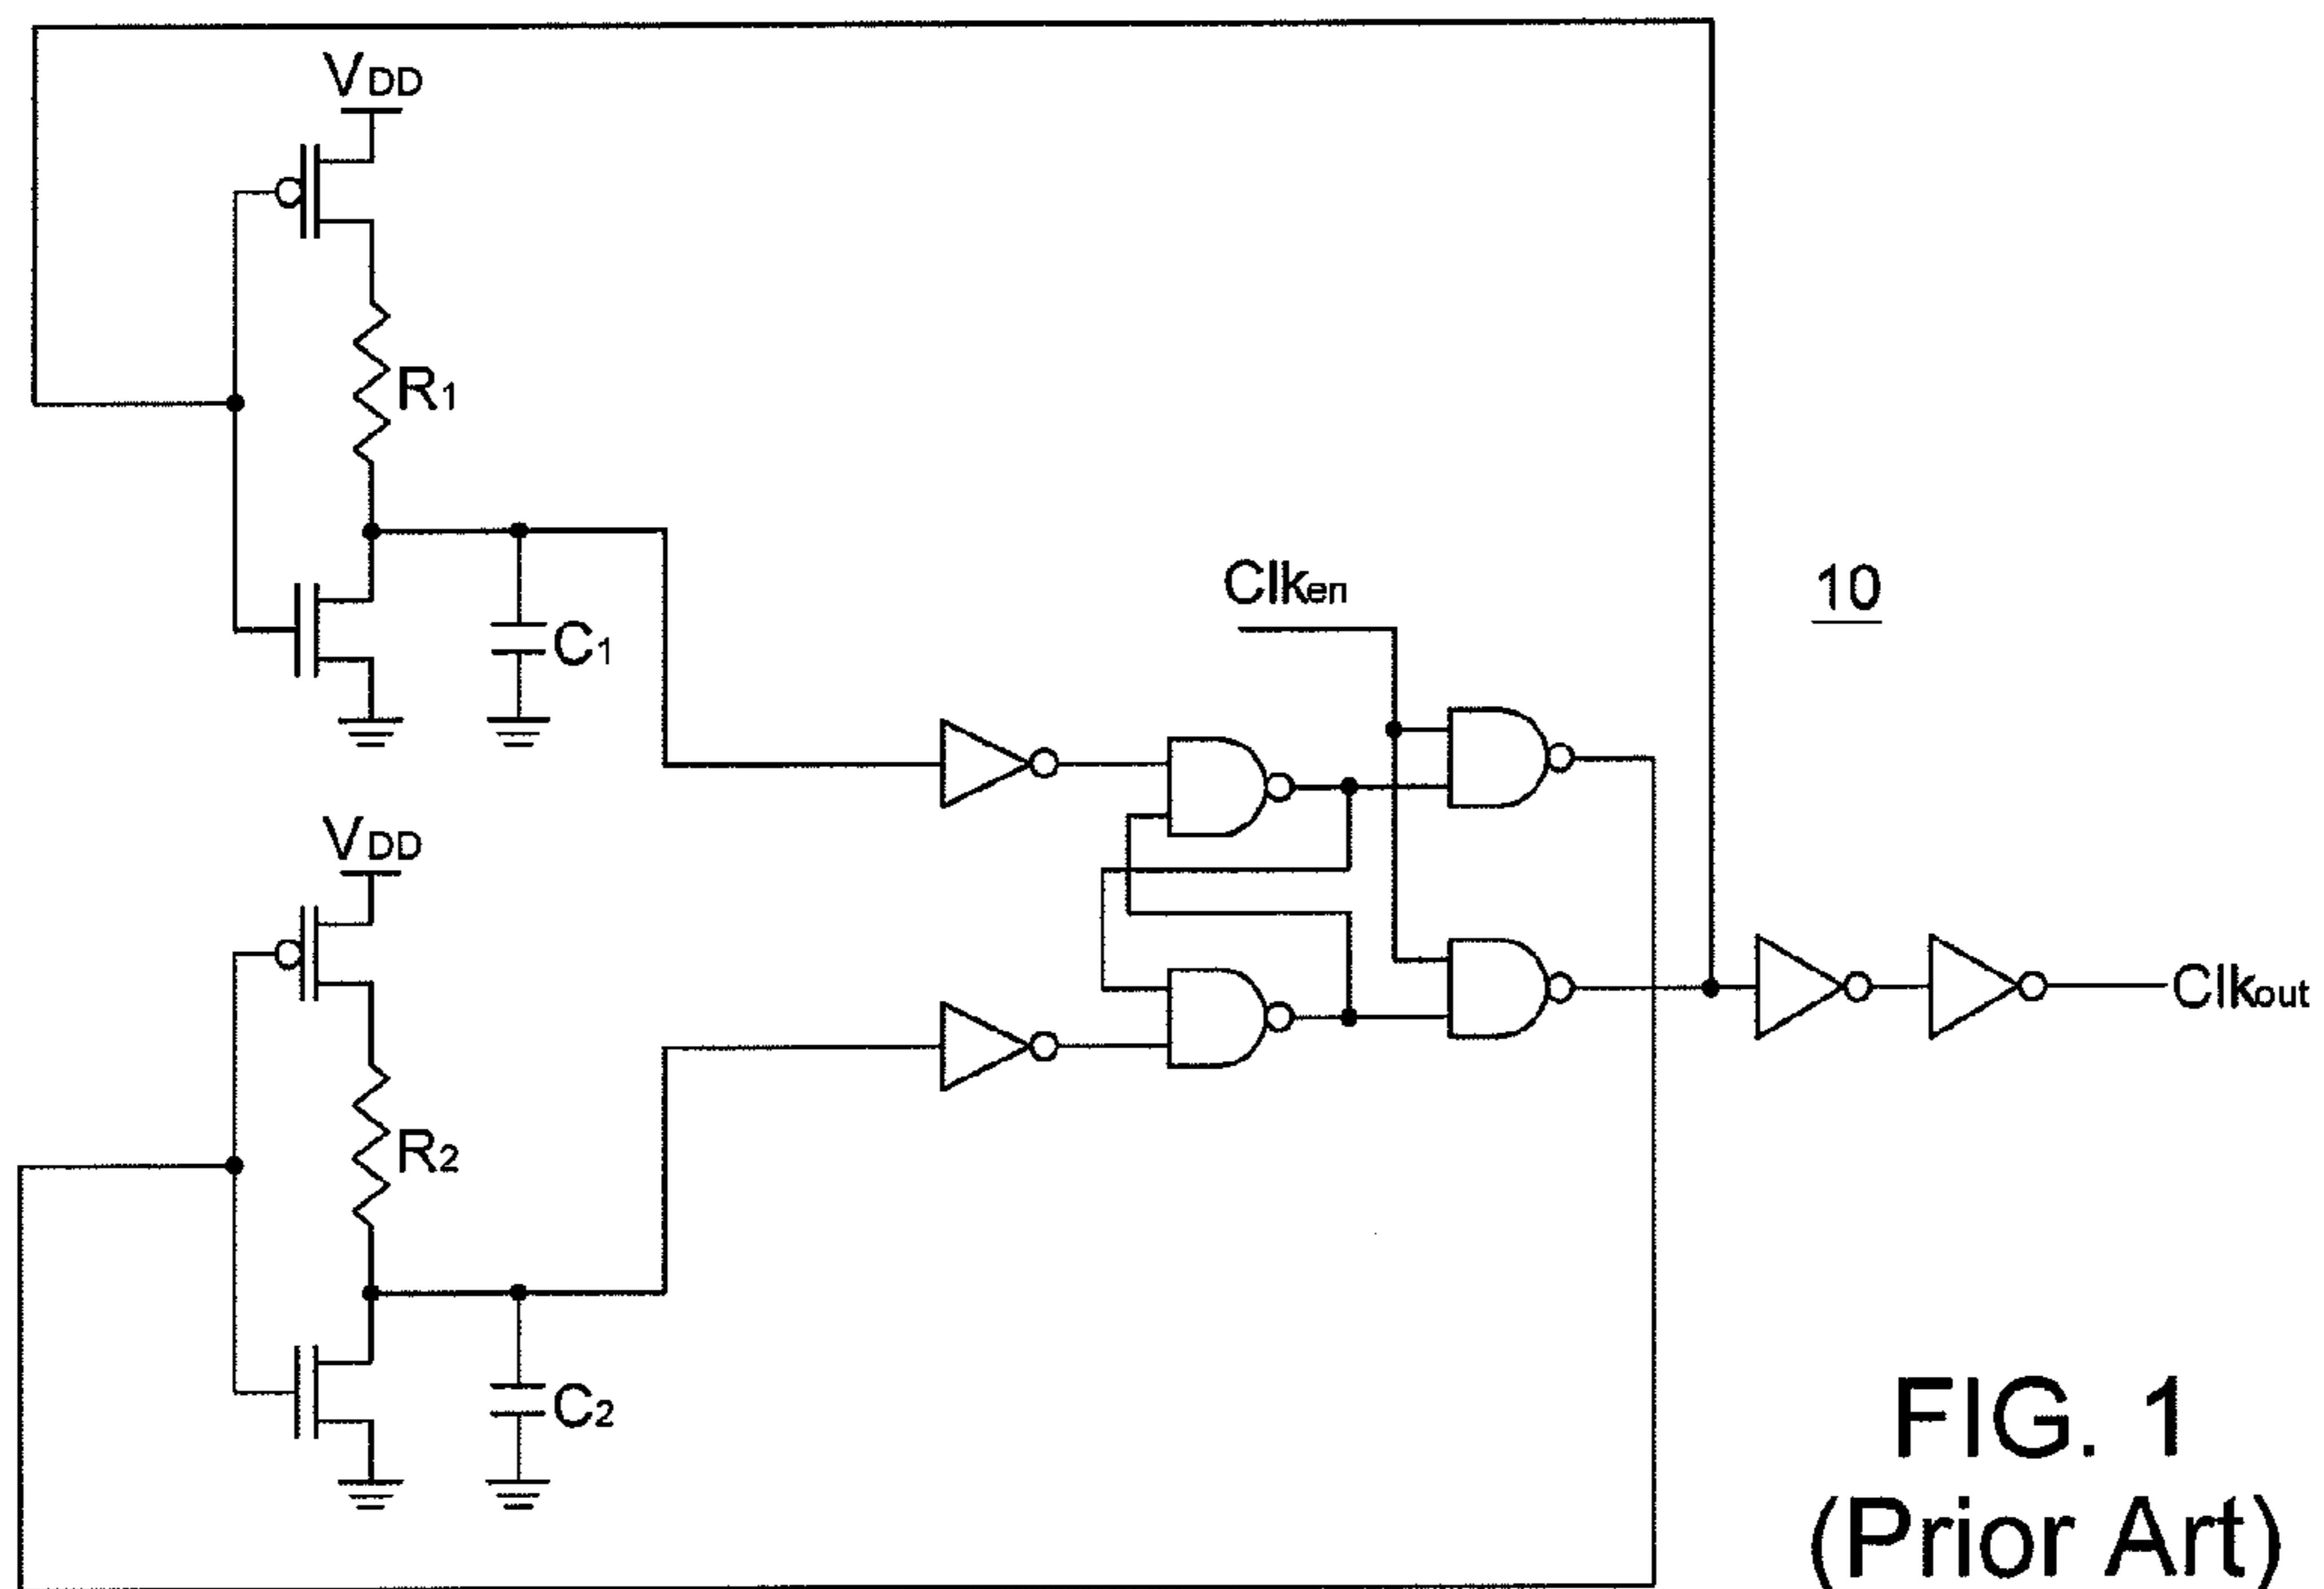 VDD
R1
C1
Clken
10
VDD
R2
C2
Clkout
FIG. 1
(Prior Art)